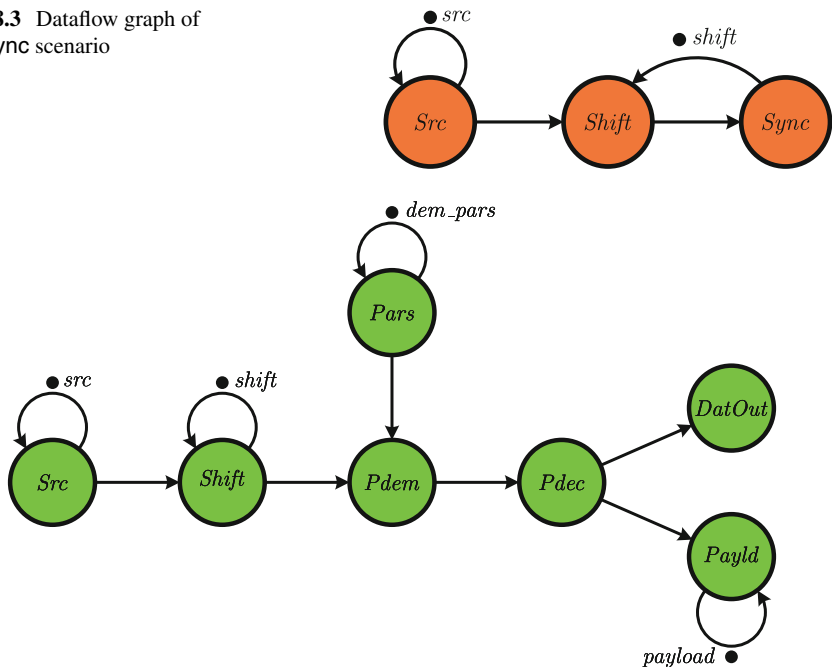 8.3 Dataflow graph of
ync scenario
src
shift
Src
Shift
Sync
dem_pars
Pars
src
shift
DatOut
Src
Shift
Pdem
Pdec
Payld
payload